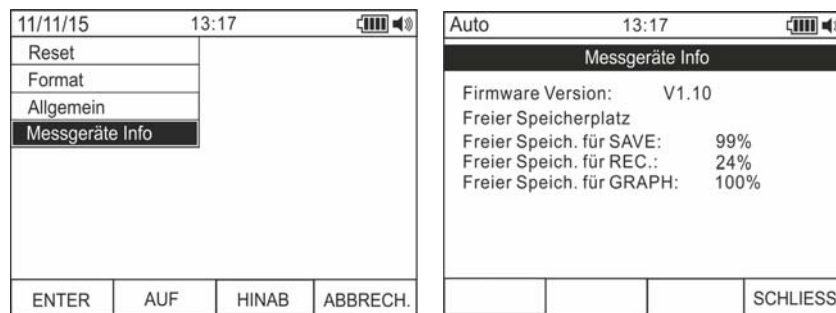 11/11/15 13:17
Reset
Format
Allgemein
Messgeräte Info
ENTER AUF HINAB ABBRECH.
Auto 13:17
Messgeräte Info
Firmware Version: V1.10
Freier Speicherplatz
Freier Speich. für SAVE: 99%
Freier Speich. für REC.: 24%
Freier Speich. für GRAPH: 100%
SCHLIESS